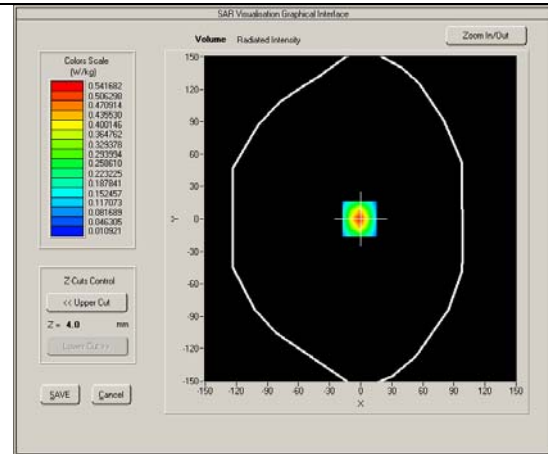 SAR Visualisation Graphical Interface
Volume Radiated Intensity
Zoom In/Out
Colors Scale
(W/kg)
0.541682
0.506298
0.470914
0.435530
0.400146
0.364762
0.329378
0.293994
0.258610
0.223225
0.187841
0.152457
0.117073
0.081689
0.046305
0.010921
Z-Cuts Control
<< Upper Cut
Z = 4.0 mm
Lower Cut >>
SAVE
Cancel
150-
120-
90-
60-
30-
0-
-30-
-60-
-90-
-120-
-150-
Y
-150 -120 -90 -60 -30 0 30 60 90 120 150
X